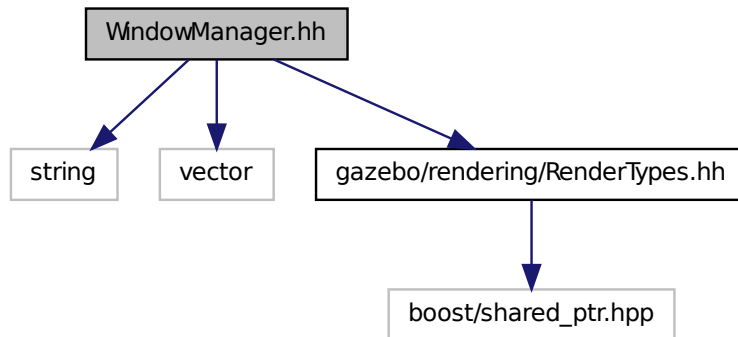 WindowManager.hh
string
vector
gazebo/rendering/RenderTypes.hh
boost/shared_ptr.hpp